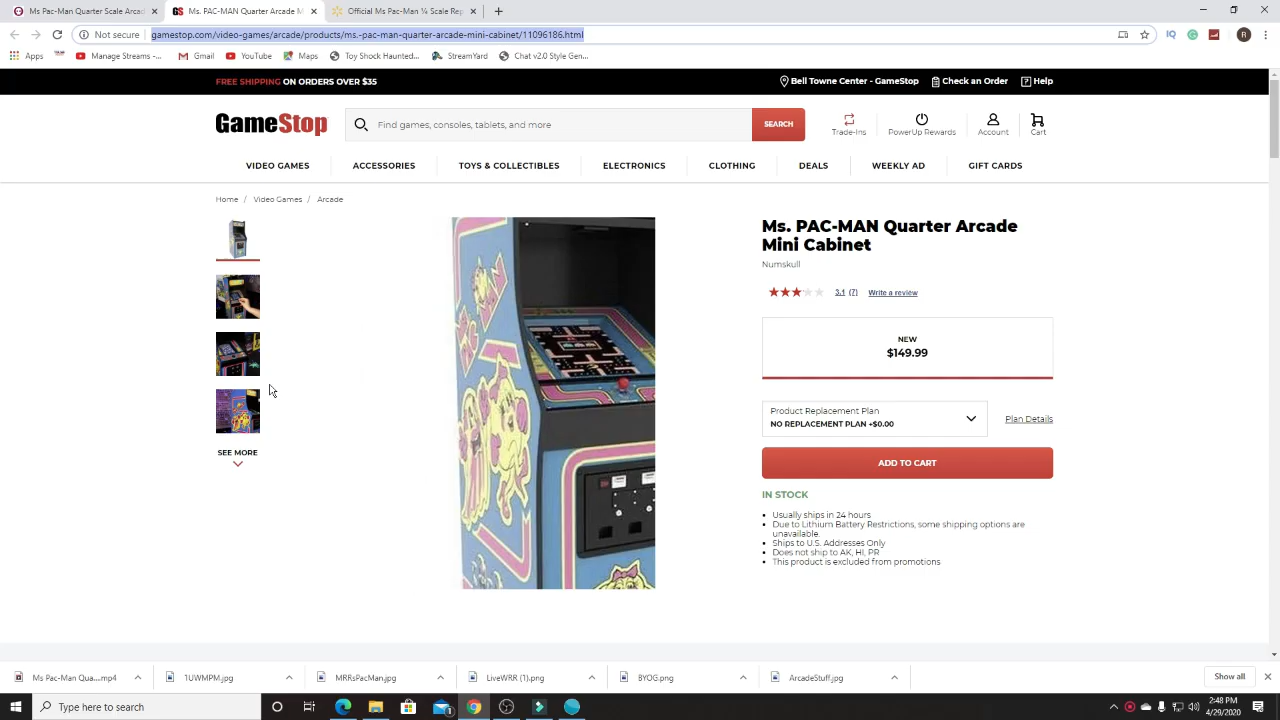 Ms Pac-Man Quarter Scale Arcad
Ms. PAC-MAN Quarter Arcade M
Official Ms Pac-Man ¼ Scale Rep
Not secure
gamestop.com/video-games/arcade/products/ms.-pac-man-quarter-arcade-mini-cabinet/11096186.html
Apps
Manage Streams -...
Gmail
YouTube
Maps
Toy Shock Haunted...
StreamYard
Chat v2.0 Style Gen...
FREE SHIPPING ON ORDERS OVER $35
Bell Towne Center - GameStop
Check an Order
Help
GameStop
Find games, consoles, tablets, and more
SEARCH
Trade-Ins
PowerUp Rewards
Account
Cart
VIDEO GAMES
ACCESSORIES
TOYS & COLLECTIBLES
ELECTRONICS
CLOTHING
DEALS
WEEKLY AD
GIFT CARDS
Home / Video Games / Arcade
Ms. PAC-MAN Quarter Arcade
Mini Cabinet
Numskull
3.1 (7) Write a review
NEW
$149.99
Product Replacement Plan
NO REPLACEMENT PLAN +$0.00
Plan Details
ADD TO CART
SEE MORE
IN STOCK
Usually ships in 24 hours
Due to Lithium Battery Restrictions, some shipping options are
unavailable.
Ships to U.S. Addresses Only
Does not ship to AK, HI, PR
This product is excluded from promotions
Ms Pac-Man Qua....mp4
1UWMPM.jpg
MRRsPacMan.jpg
LiveWRR (1).png
BYOG.png
ArcadeStuff.jpg
Show all
Type here to search
2:48 PM
4/29/2020